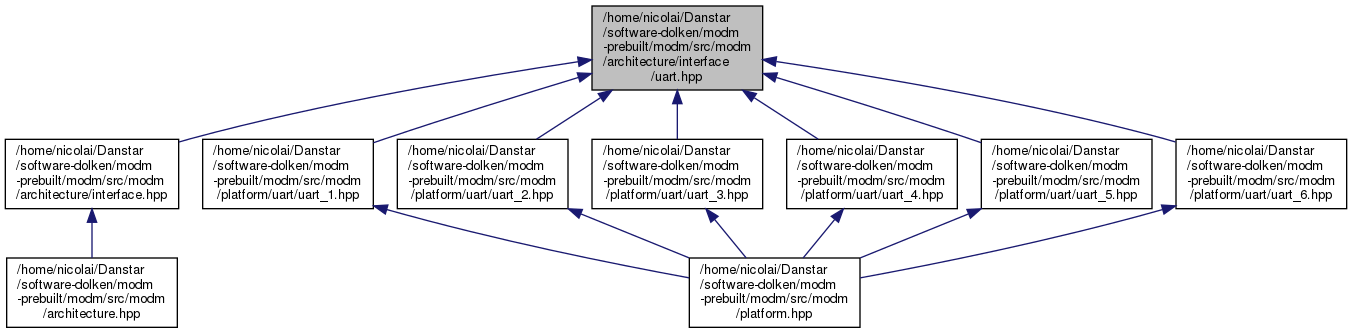 /home/nicolai/Danstar
/software-dolken/modm
-prebuilt/modm/src/modm
/architecture/interface
/uart.hpp
/home/nicolai/Danstar
/software-dolken/modm
-prebuilt/modm/src/modm
/architecture/interface.hpp
/home/nicolai/Danstar
/software-dolken/modm
-prebuilt/modm/src/modm
/platform/uart/uart_1.hpp
/home/nicolai/Danstar
/software-dolken/modm
-prebuilt/modm/src/modm
/platform/uart/uart_2.hpp
/home/nicolai/Danstar
/software-dolken/modm
-prebuilt/modm/src/modm
/platform/uart/uart_3.hpp
/home/nicolai/Danstar
/software-dolken/modm
-prebuilt/modm/src/modm
/platform/uart/uart_4.hpp
/home/nicolai/Danstar
/software-dolken/modm
-prebuilt/modm/src/modm
/platform/uart/uart_5.hpp
/home/nicolai/Danstar
/software-dolken/modm
-prebuilt/modm/src/modm
/platform/uart/uart_6.hpp
/home/nicolai/Danstar
/software-dolken/modm
-prebuilt/modm/src/modm
/architecture.hpp
/home/nicolai/Danstar
/software-dolken/modm
-prebuilt/modm/src/modm
/platform.hpp